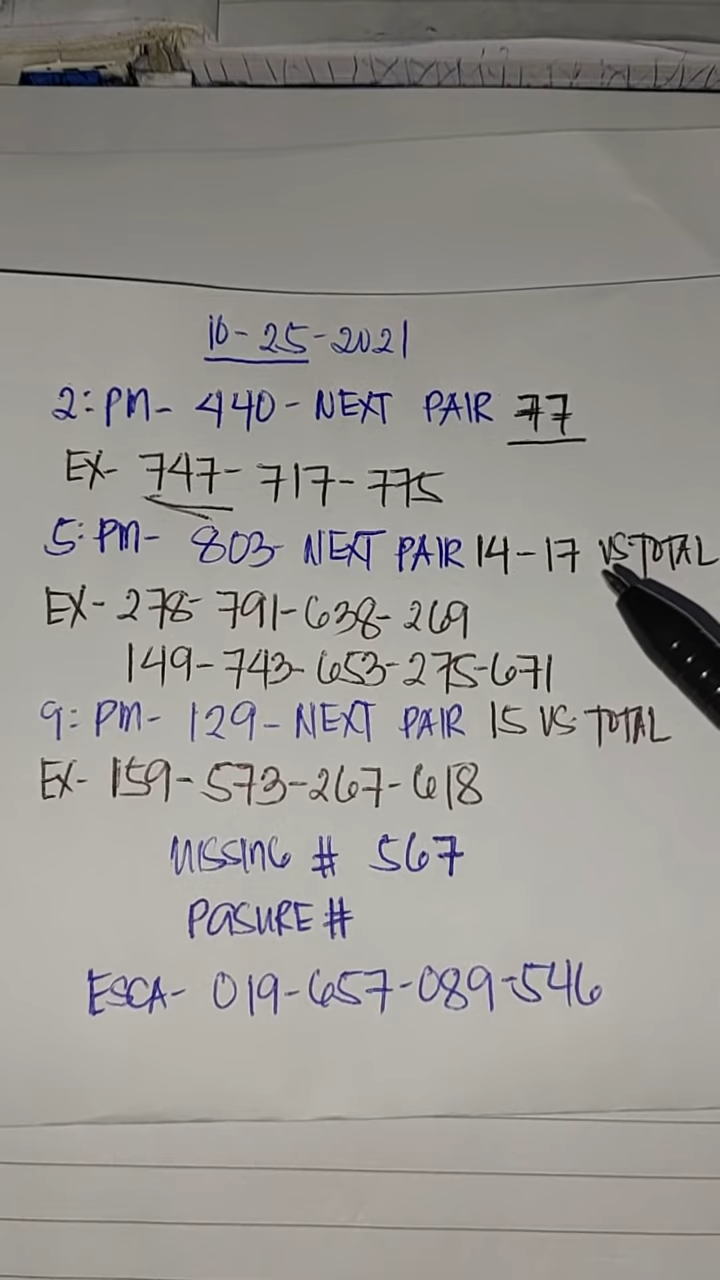 10-25-2021
2:PM- 440- NEXT PAIR 77
EX- 747- 717- 775
5:PM- 803- NEXT PAIR 14-17 VS TOTAL
EX- 278- 791- 638- 269
149- 743- 653- 275- 671
9: PM- 129- NEXT PAIR 15 VS TOTAL
EX- 159- 573- 267- 618
MISSING # 567
PASURE #
ESCA- 019- 657- 089- 546